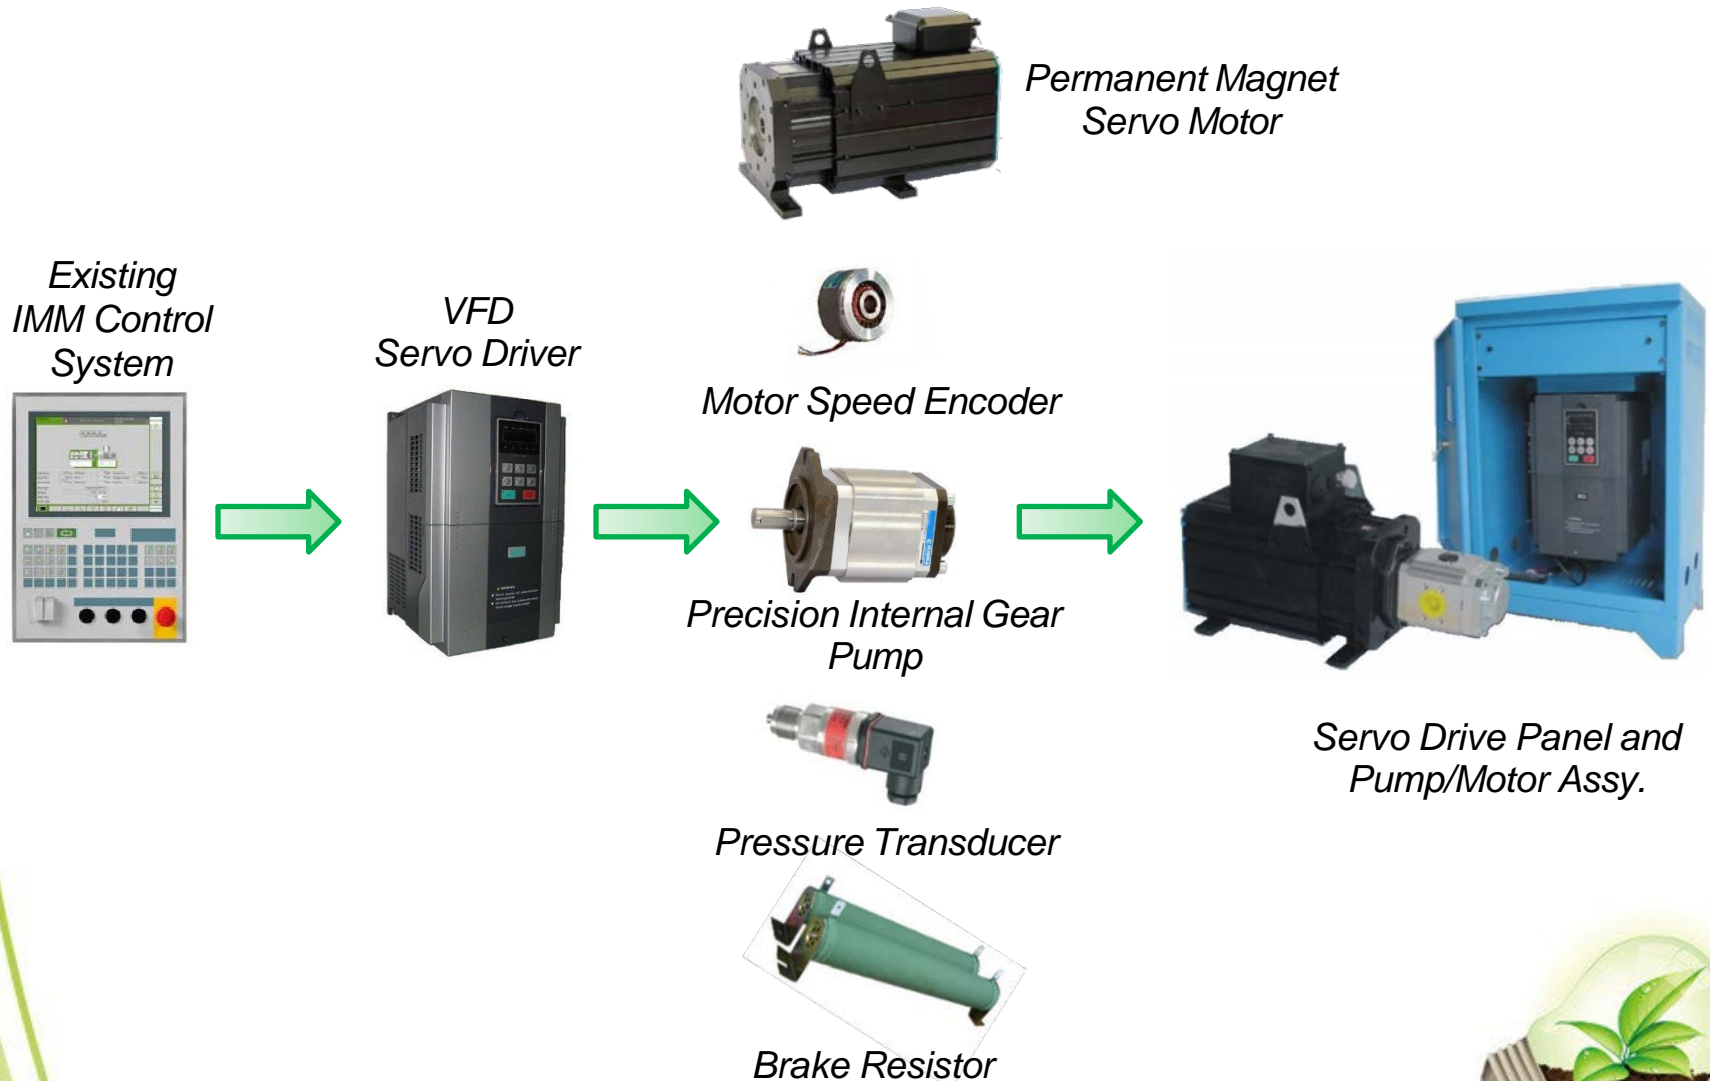 Permanent Magnet
Servo Motor
Existing
IMM Control
System
VFD
Servo Driver
Motor Speed Encoder
Precision Internal Gear
Pump
Servo Drive Panel and
Pump/Motor Assy.
Pressure Transducer
Brake Resistor